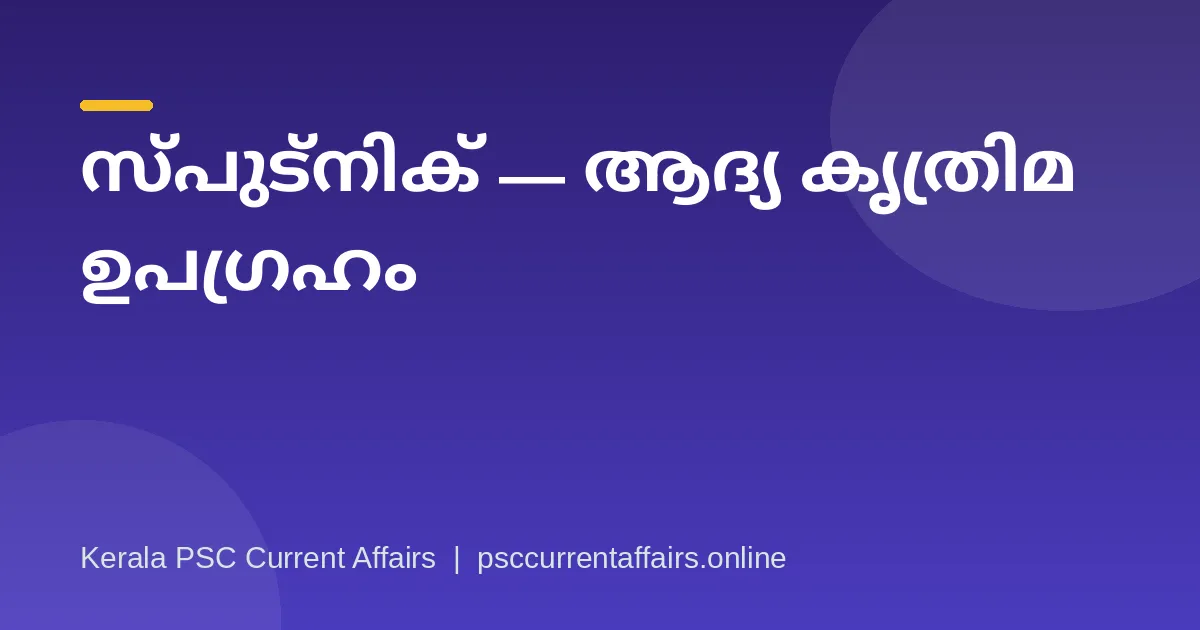 സ്പുട്നിക് — ആദ്യ കൃത്രിമ
ഉപഗ്രഹം
Kerala PSC Current Affairs | psccurrentaffairs.online